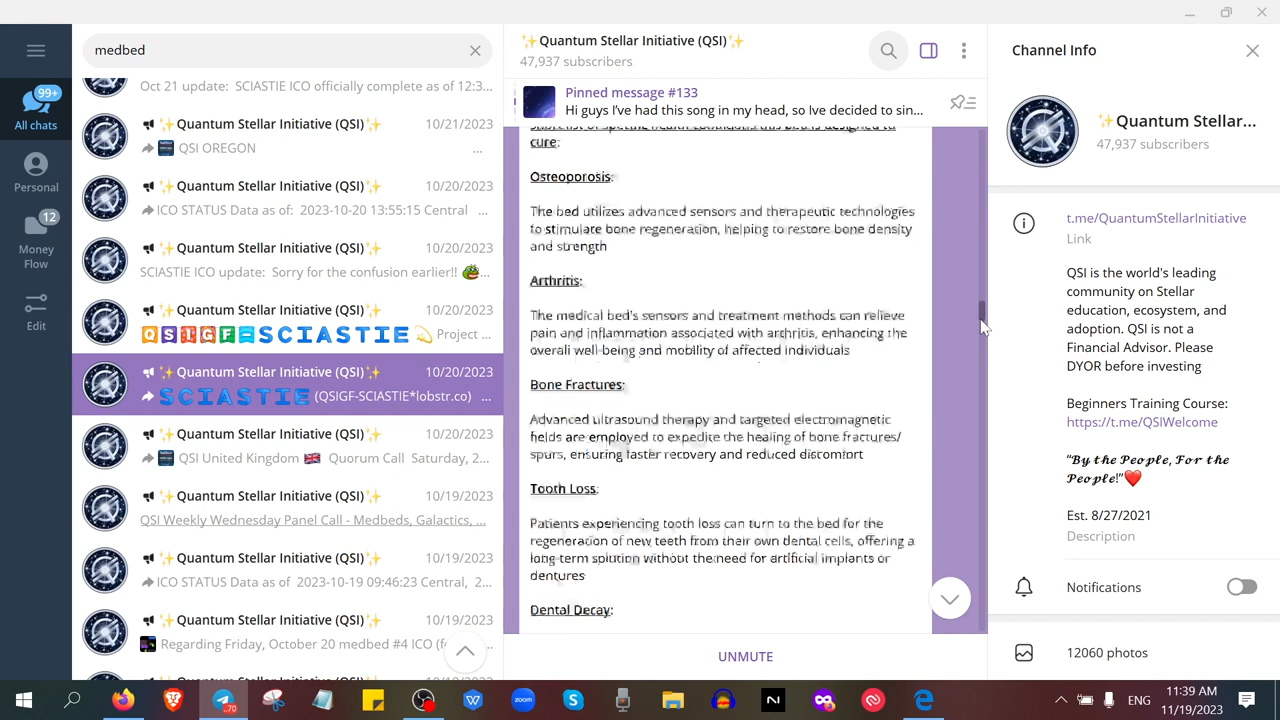 medbed
99+
All chats
Personal
12
Money
Flow
Edit
Oct 21 update: SCIASTIE ICO officially complete as of 12:3...
✨Quantum Stellar Initiative (QSI)✨ 10/21/2023
QSI OREGON ...
✨Quantum Stellar Initiative (QSI)✨ 10/20/2023
ICO STATUS Data as of: 2023-10-20 13:55:15 Central ...
✨Quantum Stellar Initiative (QSI)✨ 10/20/2023
SCIASTIE ICO update: Sorry for the confusion earlier!! 🐸...
✨Quantum Stellar Initiative (QSI)✨ 10/20/2023
QSIGF-SCIASTIE 💫 Project ...
✨Quantum Stellar Initiative (QSI)✨ 10/20/2023
SCIASTIE (QSIGF-SCIASTIE*lobstr.co) ...
✨Quantum Stellar Initiative (QSI)✨ 10/20/2023
QSI United Kingdom 🇬🇧 Quorum Call Saturday, 2...
✨Quantum Stellar Initiative (QSI)✨ 10/19/2023
QSI Weekly Wednesday Panel Call - Medbeds, Galactics, ...
✨Quantum Stellar Initiative (QSI)✨ 10/19/2023
ICO STATUS Data as of 2023-10-19 09:46:23 Central, 2...
✨Quantum Stellar Initiative (QSI)✨ 10/19/2023
Regarding Friday, October 20 medbed #4 ICO (f...
✨Quantum Stellar Initiative (QSI)✨
47,937 subscribers
Pinned message #133
Hi guys I've had this song in my head, so Ive decided to sin...
Short list of specific health conditions this bed is designed to
cure:
Osteoporosis:
The bed utilizes advanced sensors and therapeutic technologies
to stimulate bone regeneration, helping to restore bone density
and strength
Arthritis:
The medical bed's sensors and treatment methods can relieve
pain and inflammation associated with arthritis, enhancing the
overall well-being and mobility of affected individuals
Bone Fractures:
Advanced ultrasound therapy and targeted electromagnetic
fields are employed to expedite the healing of bone fractures/
spurs, ensuring faster recovery and reduced discomfort
Tooth Loss:
Patients experiencing tooth loss can turn to the bed for the
regeneration of new teeth from their own dental cells, offering a
long-term solution without the need for artificial implants or
dentures
Dental Decay:
UNMUTE
Channel Info
✨Quantum Stellar...
47,937 subscribers
t.me/QuantumStellarInitiative
Link
QSI is the world's leading
community on Stellar
education, ecosystem, and
adoption. QSI is not a
Financial Advisor. Please
DYOR before investing
Beginners Training Course:
https://t.me/QSIWelcome
"By the People, For the
People!"❤️
Est. 8/27/2021
Description
Notifications
12060 photos
.70
zoom
ENG
11:39 AM
11/19/2023